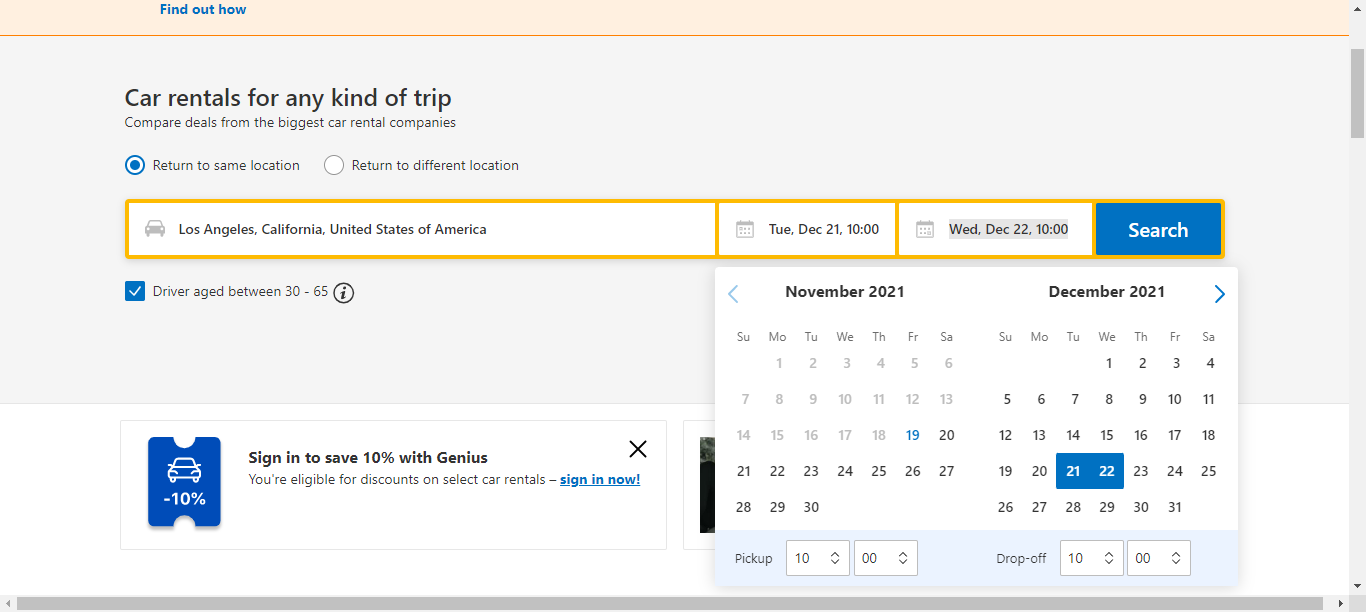 Find out how
Car rentals for any kind of trip
Compare deals from the biggest car rental companies
Return to same location Return to different location
Los Angeles, California, United States of America Tue, Dec 21, 10:00 Wed, Dec 22, 10:00 Search
Driver aged between 30 - 65 i
November 2021 December 2021
Su Mo Tu We Th Fr Sa Su Mo Tu We Th Fr Sa
1 2 3 4 5 6 1 2 3 4
7 8 9 10 11 12 13 5 6 7 8 9 10 11
14 15 16 17 18 19 20 12 13 14 15 16 17 18
21 22 23 24 25 26 27 19 20 21 22 23 24 25
28 29 30 26 27 28 29 30 31
Pickup 10 00 Drop-off 10 00
-10%
Sign in to save 10% with Genius
You're eligible for discounts on select car rentals – sign in now!